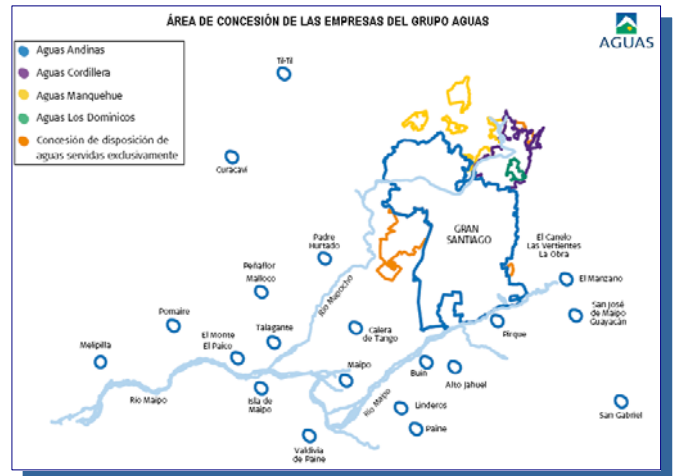 ÁREA DE CONCESIÓN DE LAS EMPRESAS DEL GRUPO AGUAS
AGUAS
Aguas Andinas
Aguas Cordillera
Aguas Manquehue
Aguas Los Dominicos
Concesión de disposición de
aguas servidas exclusivamente
Til-Til
Curacaví
GRAN
SANTIAGO
Padre
Hurtado
El Canelo
Las Vertientes
La Obra
Peñaflor
Malloco
El Manzano
Río Mapocho
San José
de Maipo
Guayacán
Pomaire
El Monte
El Paico
Talagante
Calera
de Tango
Pirque
Melipilla
Maipo
Buin
Alto Jahuel
Río Maipo
Isla de
Maipo
Río Maipo
Linderos
Paine
San Gabriel
Valdivia
de Paine